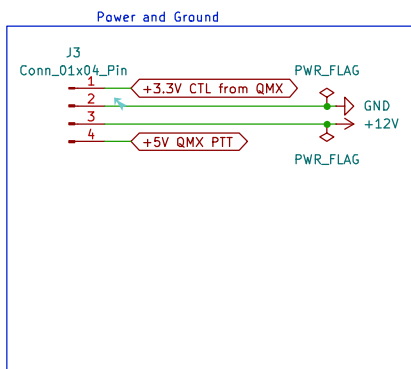 Power and Ground
J3
Conn_01x04_Pin
PWR_FLAG
1
+3.3V CTL from QMX
2
GND
3
+12V
4
+5V QMX PTT
PWR_FLAG